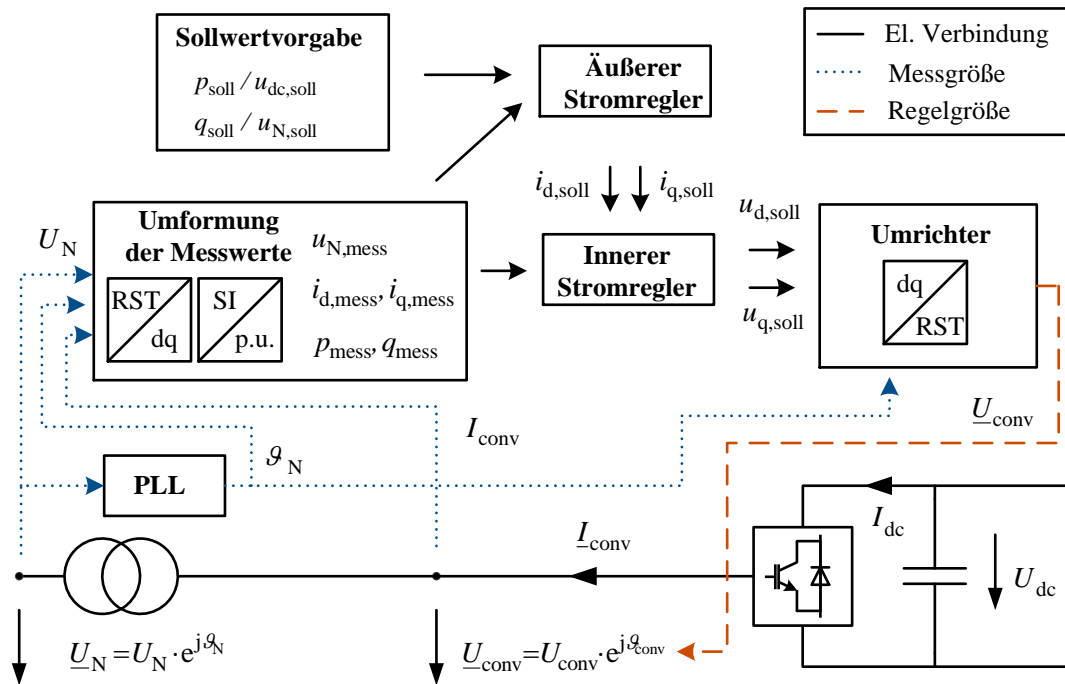 Sollwertvorgabe
p_soll / u_dc,soll
q_soll / u_N,soll
Äußerer
Stromregler
El. Verbindung
Messgröße
Regelgröße
i_d,soll
i_q,soll
U_N
Umformung
der Messwerte
RST
dq
SI
p.u.
u_N,mess
i_d,mess, i_q,mess
p_mess, q_mess
Innerer
Stromregler
u_d,soll
u_q,soll
Umrichter
dq
RST
U_conv
I_conv
ϑ_N
PLL
I_conv
I_dc
U_dc
U_N = U_N · e^jϑ_N
U_conv = U_conv · e^jϑ_conv